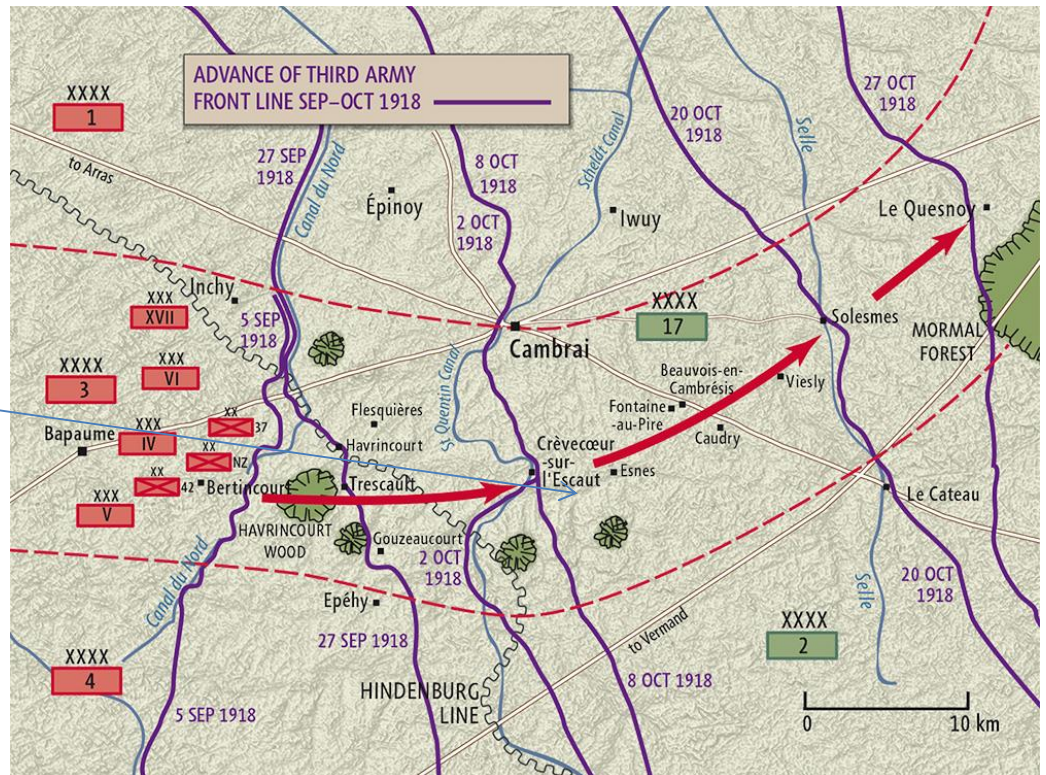 ADVANCE OF THIRD ARMY
FRONT LINE SEP–OCT 1918
XXXX
1
to Arras
27 SEP
1918
Canal du Nord
Épinoy
8 OCT
1918
2 OCT
1918
Scheldt Canal
Iwuy
20 OCT
1918
Selle
27 OCT
1918
Le Quesnoy
Inchy
XXX
XVII
5 SEP
1918
Cambrai
XXXX
17
Solesmes
MORMAL
FOREST
XXX
VI
XXXX
3
Bapaume
XXX
IV
XX
37
XX
NZ
XX
42
Bertincourt
XXX
V
Flesquières
Havrincourt
Trescault
HAVRINCOURT
WOOD
Gouzeaucourt
St Quentin Canal
Crèvecœur
-sur-
l'Escaut
Esnes
Beauvois-en-
Cambrésis
Fontaine
-au-Pire
Caudry
Viesly
Le Cateau
Canal du Nord
2 OCT
1918
Epéhy
27 SEP 1918
to Vermand
Selle
20 OCT
1918
XXXX
4
5 SEP 1918
HINDENBURG
LINE
8 OCT 1918
XXXX
2
0 10 km